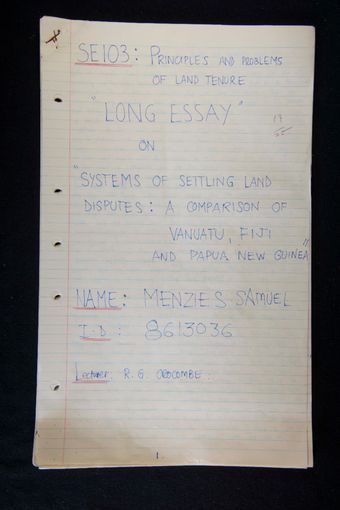 SE103: PRINCIPLES AND PROBLEMS
OF LAND TENURE
"LONG ESSAY"
ON
"SYSTEMS OF SETTLING LAND
DISPUTES: A COMPARISON OF
VANUATU, FIJI
AND PAPUA NEW GUINEA"
NAME: MENZIES SAMUEL
I.D: 8613036
Lecturer: R.G. CROCOMBE.
1.